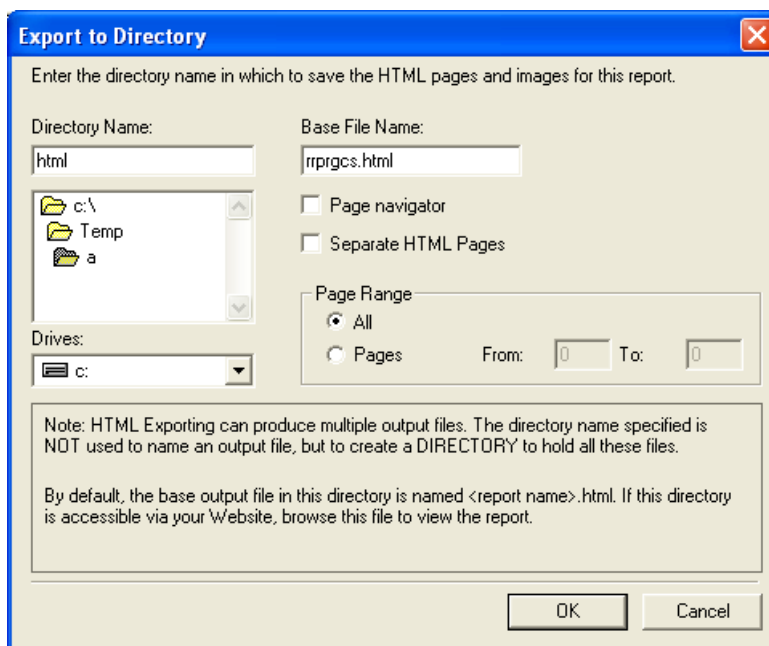 Export to Directory
Enter the directory name in which to save the HTML pages and images for this report.
Directory Name:
html
c:\
Temp
a
Drives:
c:
Base File Name:
rrprgcs.html
Page navigator
Separate HTML Pages
Page Range
All
Pages From: 0 To: 0
Note: HTML Exporting can produce multiple output files. The directory name specified is
NOT used to name an output file, but to create a DIRECTORY to hold all these files.
By default, the base output file in this directory is named <report name>.html. If this directory
is accessible via your Website, browse this file to view the report.
OK Cancel